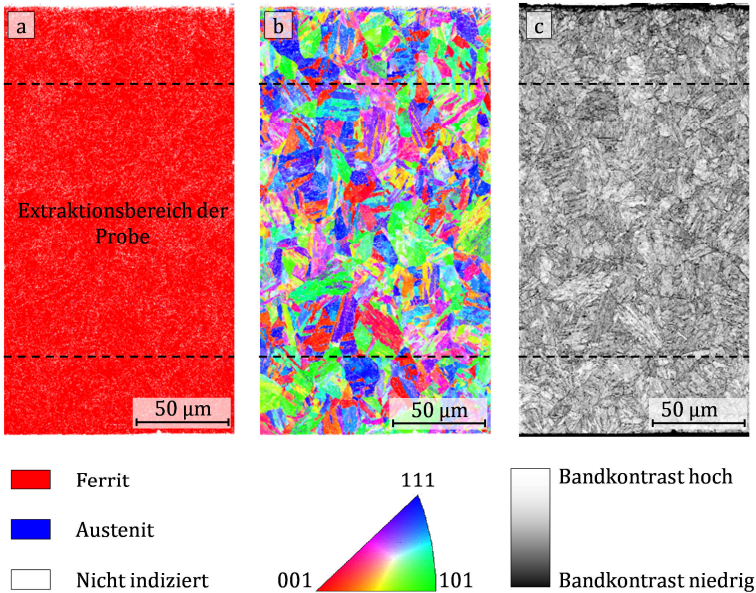 a
b
c
Extraktionsbereich der
Probe
50 µm
50 µm
50 µm
Ferrit
Austenit
Nicht indiziert
111
001
101
Bandkontrast hoch
Bandkontrast niedrig